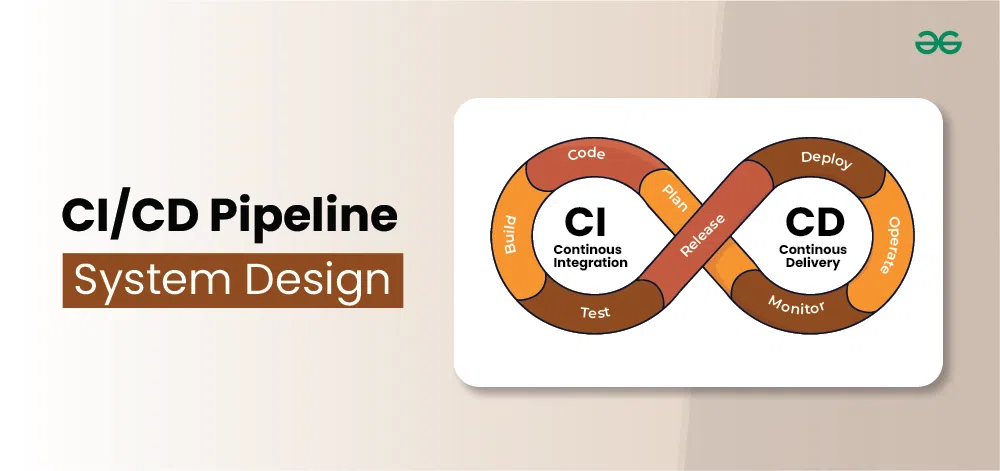 CI/CD Pipeline
System Design
Code
Plan
Build
CI
Continous
Integration
Test
Release
Deploy
CD
Continous
Delivery
Operate
Monitor